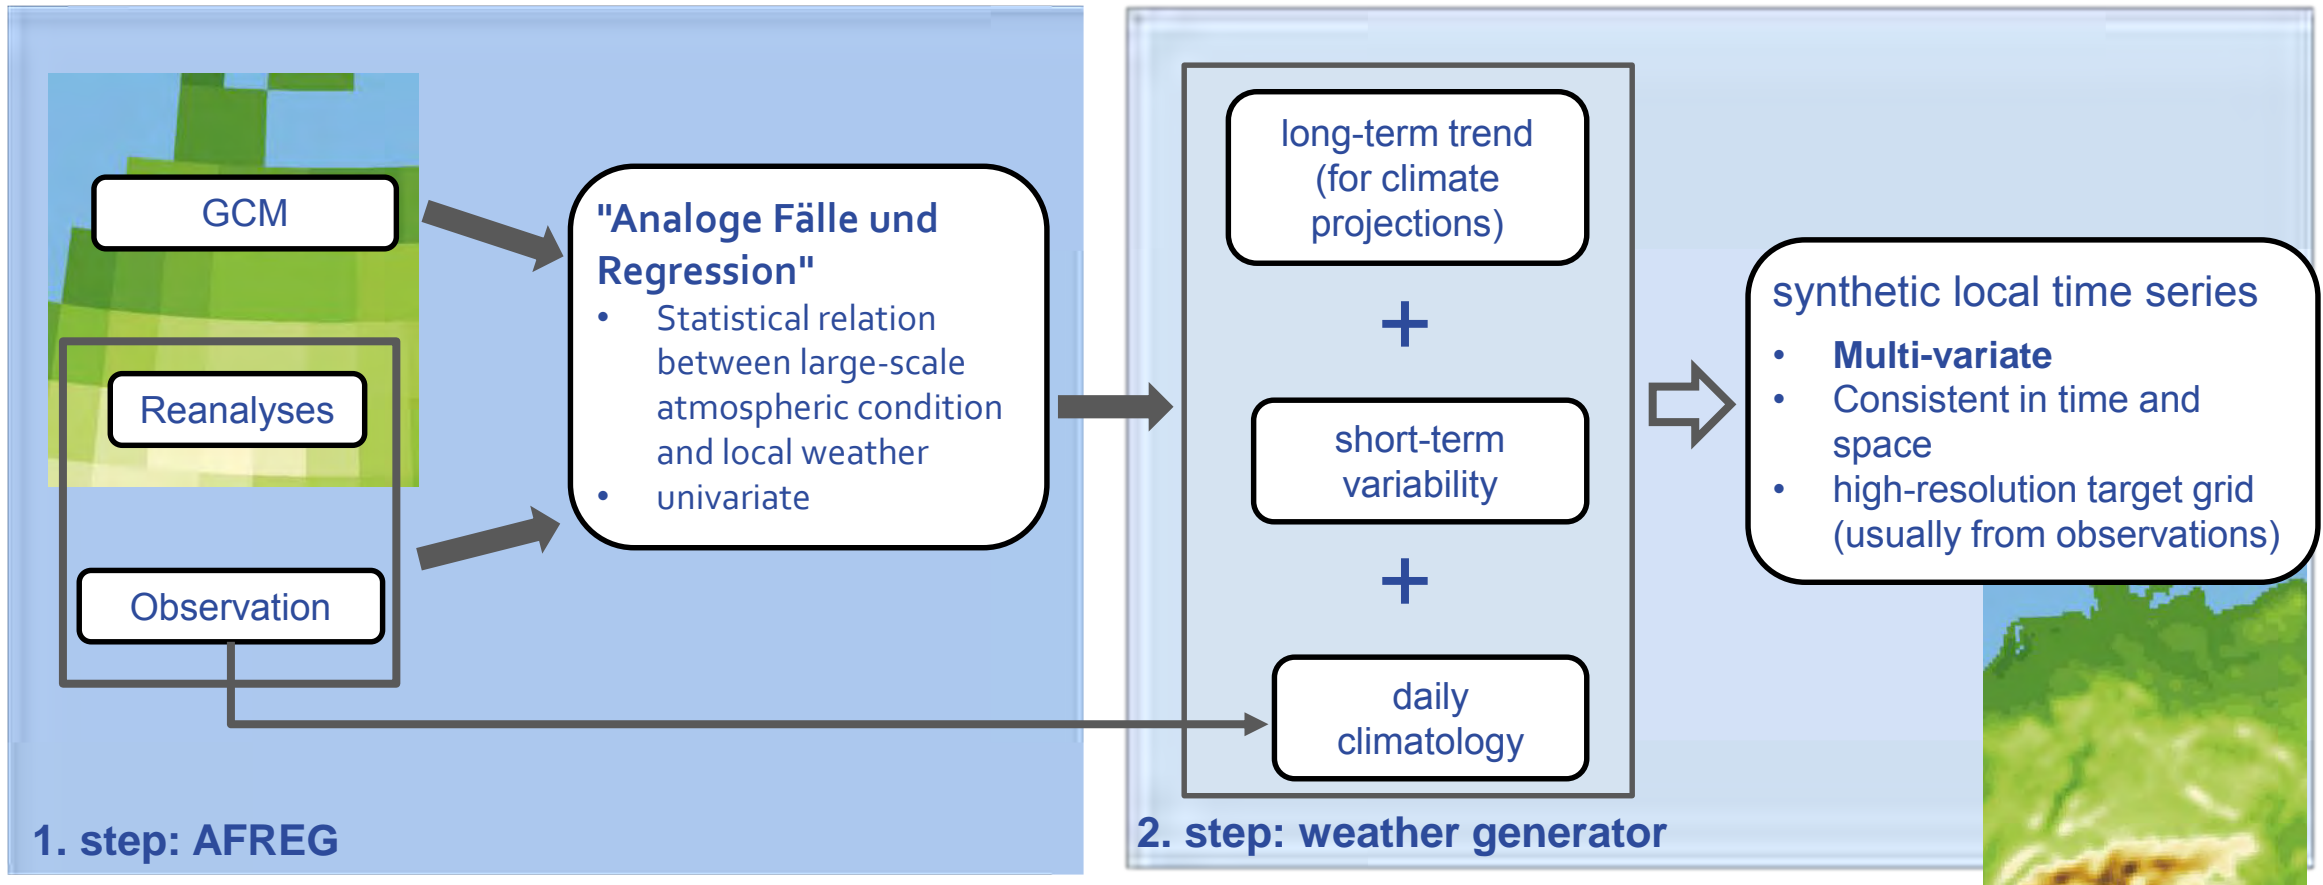 GCM
Reanalyses
Observation
"Analoge Fälle und
Regression"
• Statistical relation
between large-scale
atmospheric condition
and local weather
• univariate
1. step: AFREG
long-term trend
(for climate
projections)
+
short-term
variability
+
daily
climatology
2. step: weather generator
synthetic local time series
• Multi-variate
• Consistent in time and
space
• high-resolution target grid
(usually from observations)